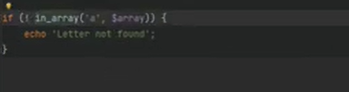 if (! in_array('a', $array)) {
echo 'Letter not found';
}